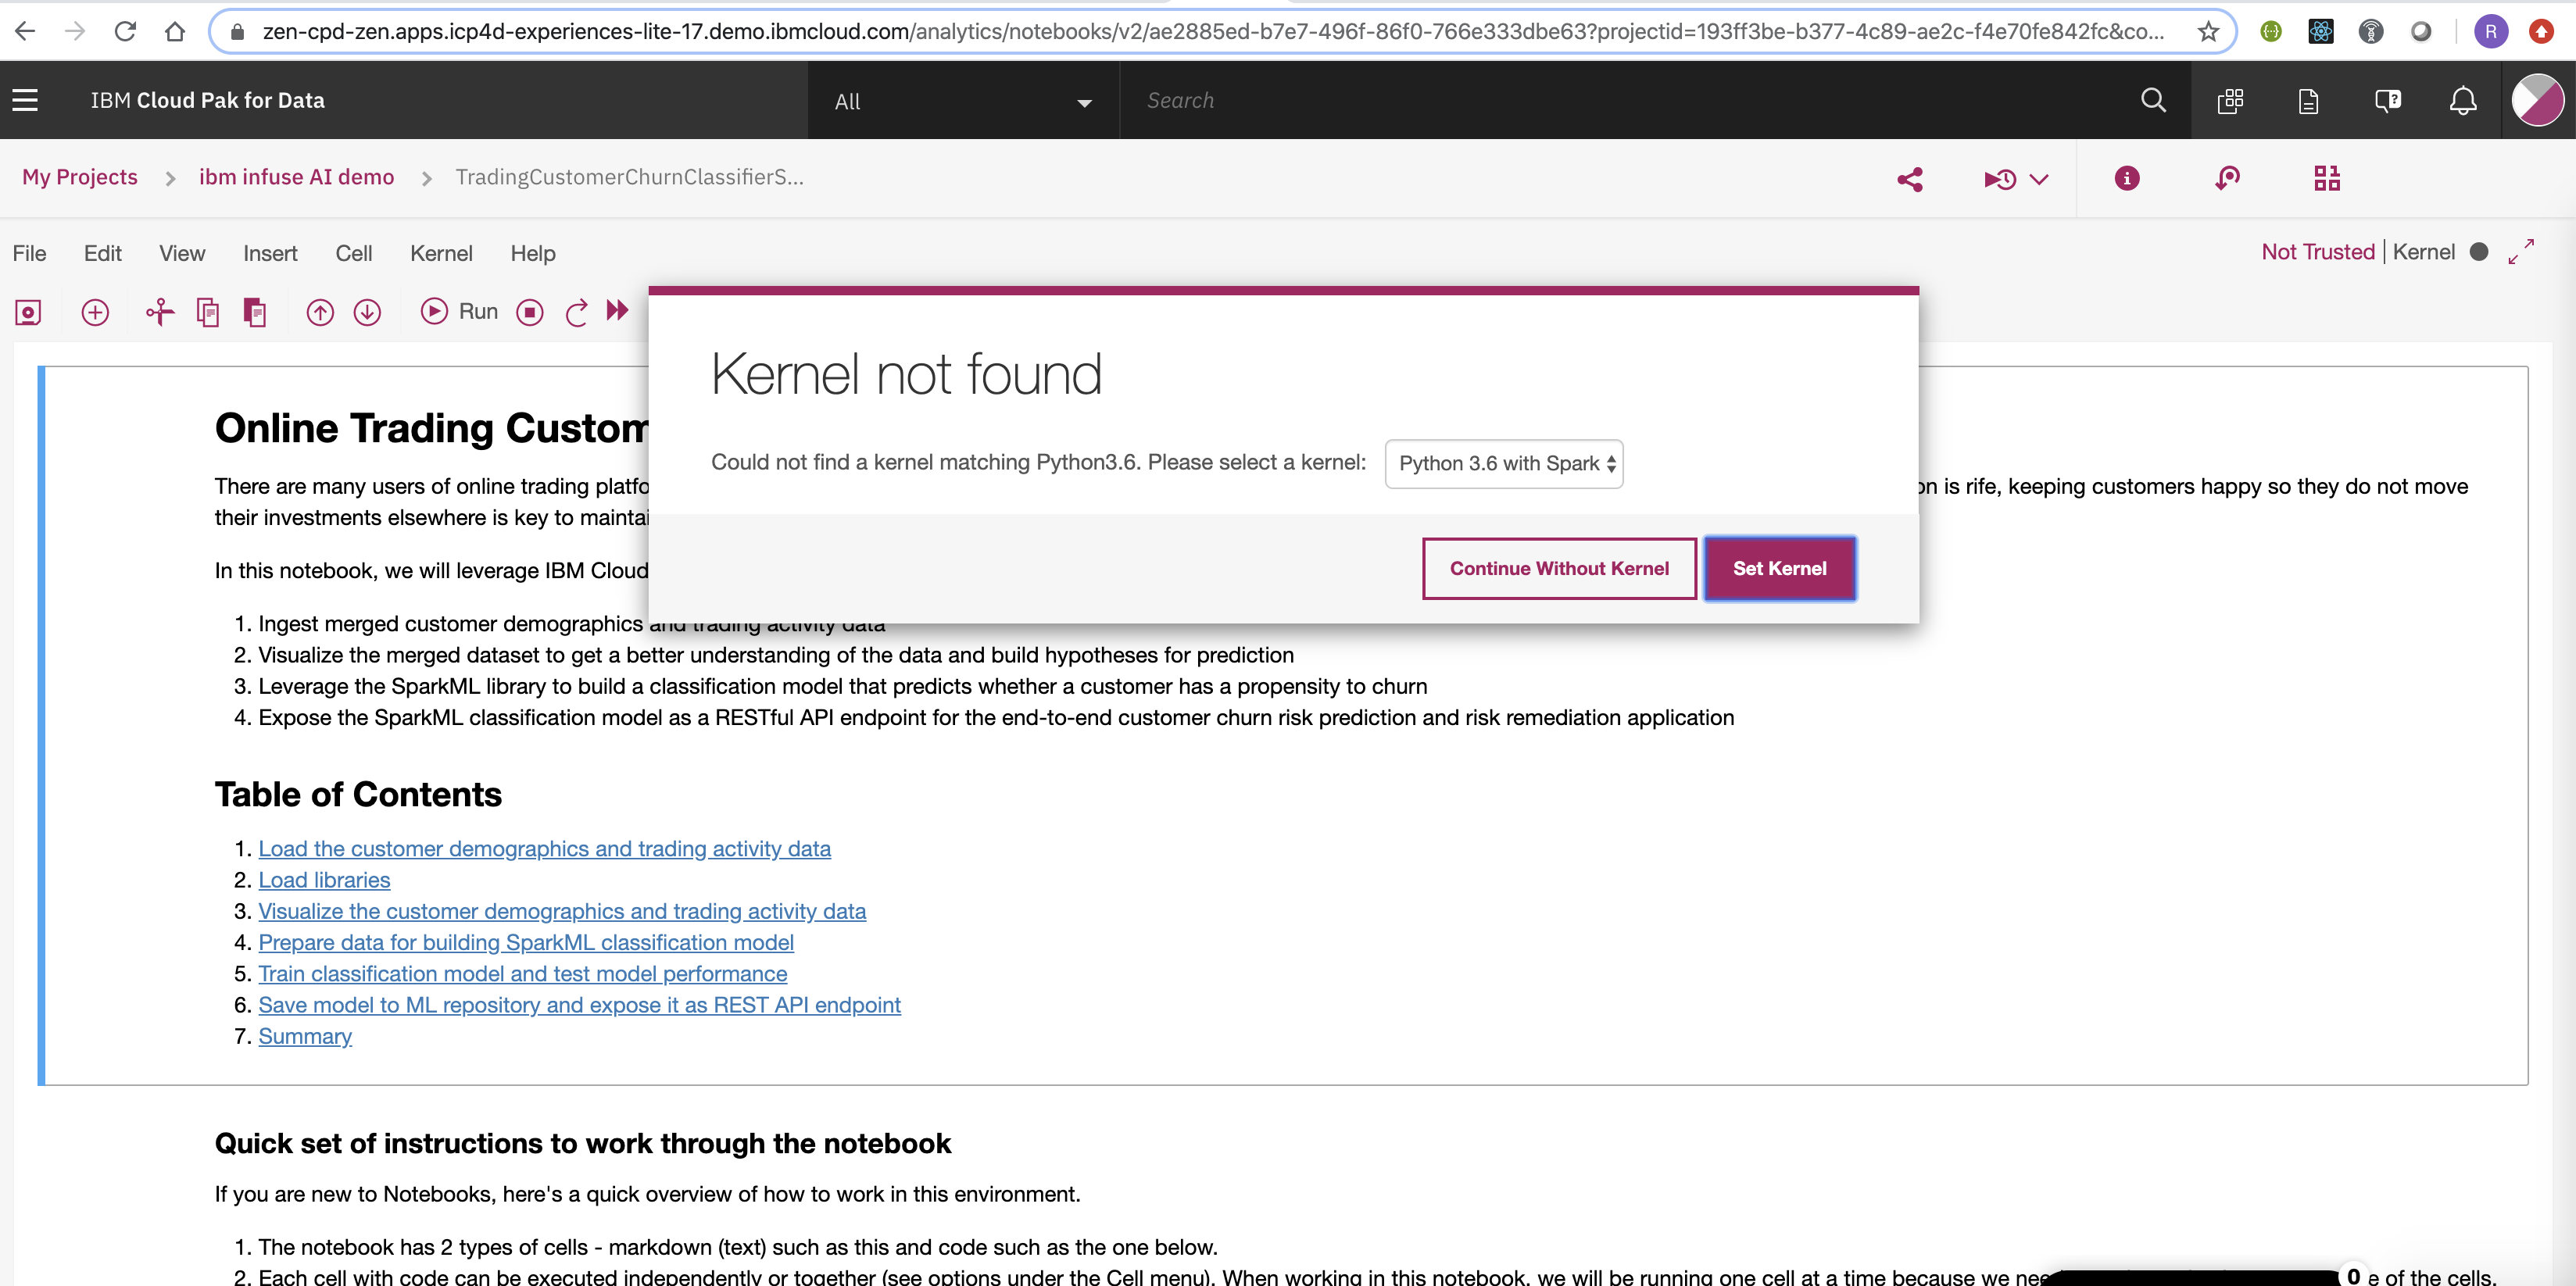 zen-cpd-zen.apps.icp4d-experiences-lite-17.demo.ibmcloud.com/analytics/notebooks/v2/ae2885ed-b7e7-496f-86f0-766e333dbe63?projectid=193ff3be-b377-4c89-ae2c-f4e70fe842fc&co...
R
IBM Cloud Pak for Data
All
Search
My Projects > ibm infuse AI demo > TradingCustomerChurnClassifierS...
File Edit View Insert Cell Kernel Help
Not Trusted | Kernel
Run
Kernel not found
Could not find a kernel matching Python3.6. Please select a kernel: Python 3.6 with Spark
Continue Without Kernel
Set Kernel
Online Trading Custom
There are many users of online trading platfo
on is rife, keeping customers happy so they do not move
their investments elsewhere is key to maintai
In this notebook, we will leverage IBM Cloud
1. Ingest merged customer demographics and trading activity data
2. Visualize the merged dataset to get a better understanding of the data and build hypotheses for prediction
3. Leverage the SparkML library to build a classification model that predicts whether a customer has a propensity to churn
4. Expose the SparkML classification model as a RESTful API endpoint for the end-to-end customer churn risk prediction and risk remediation application
Table of Contents
1. Load the customer demographics and trading activity data
2. Load libraries
3. Visualize the customer demographics and trading activity data
4. Prepare data for building SparkML classification model
5. Train classification model and test model performance
6. Save model to ML repository and expose it as REST API endpoint
7. Summary
Quick set of instructions to work through the notebook
If you are new to Notebooks, here's a quick overview of how to work in this environment.
1. The notebook has 2 types of cells - markdown (text) such as this and code such as the one below.
2. Each cell with code can be executed independently or together (see options under the Cell menu). When working in this notebook, we will be running one cell at a time because we nee
0
e of the cells.